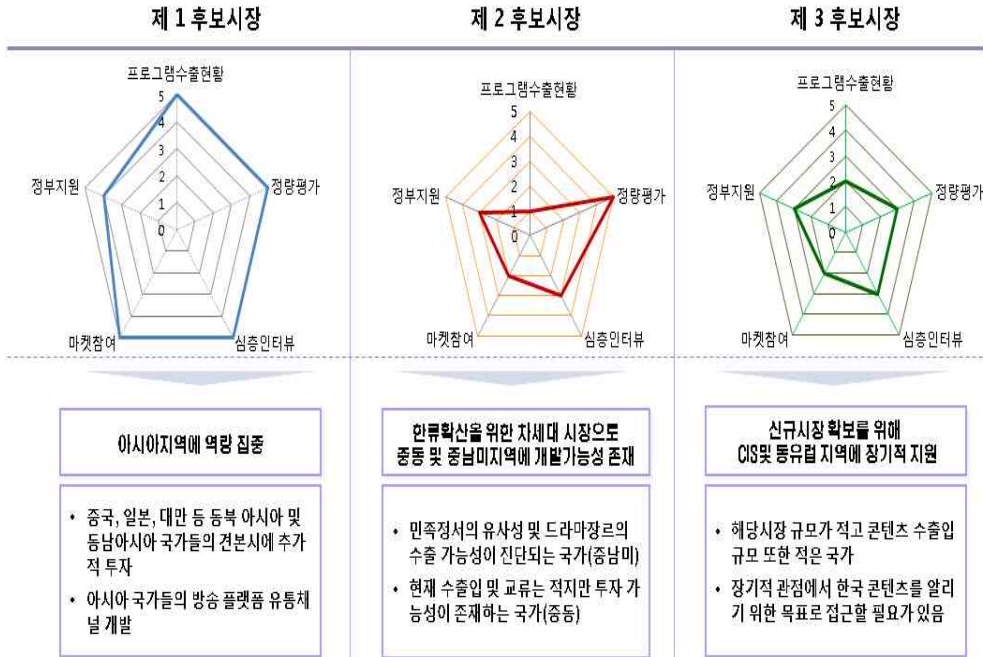 제 1 후보시장
제 2 후보시장
제 3 후보시장
프로그램수출현황
5
4
3
2
1
0
정량평가
심층인터뷰
마켓참여
정부지원
프로그램수출현황
5
4
3
2
1
0
정량평가
심층인터뷰
마켓참여
정부지원
프로그램수출현황
5
4
3
2
1
0
정량평가
심층인터뷰
마켓참여
정부지원
아시아지역에 역량 집중
• 중국, 일본, 대만 등 동북 아시아 및
동남아시아 국가들의 견본시에 추가
적 투자
• 아시아 국가들의 방송 플랫폼 유통채
널 개발
한류확산을 위한 차세대 시장으로
중동 및 중남미지역에 개발가능성 존재
• 민족정서의 유사성 및 드라마장르의
수출 가능성이 진단되는 국가(중남미)
• 현재 수출입 및 교류는 적지만 투자 가
능성이 존재하는 국가(중동)
신규시장 확보를 위해
CIS및 동유럽 지역에 장기적 지원
• 해당시장 규모가 적고 콘텐츠 수출입
규모 또한 적은 국가
• 장기적 관점에서 한국 콘텐츠를 알리
기 위한 목표로 접근할 필요가 있음